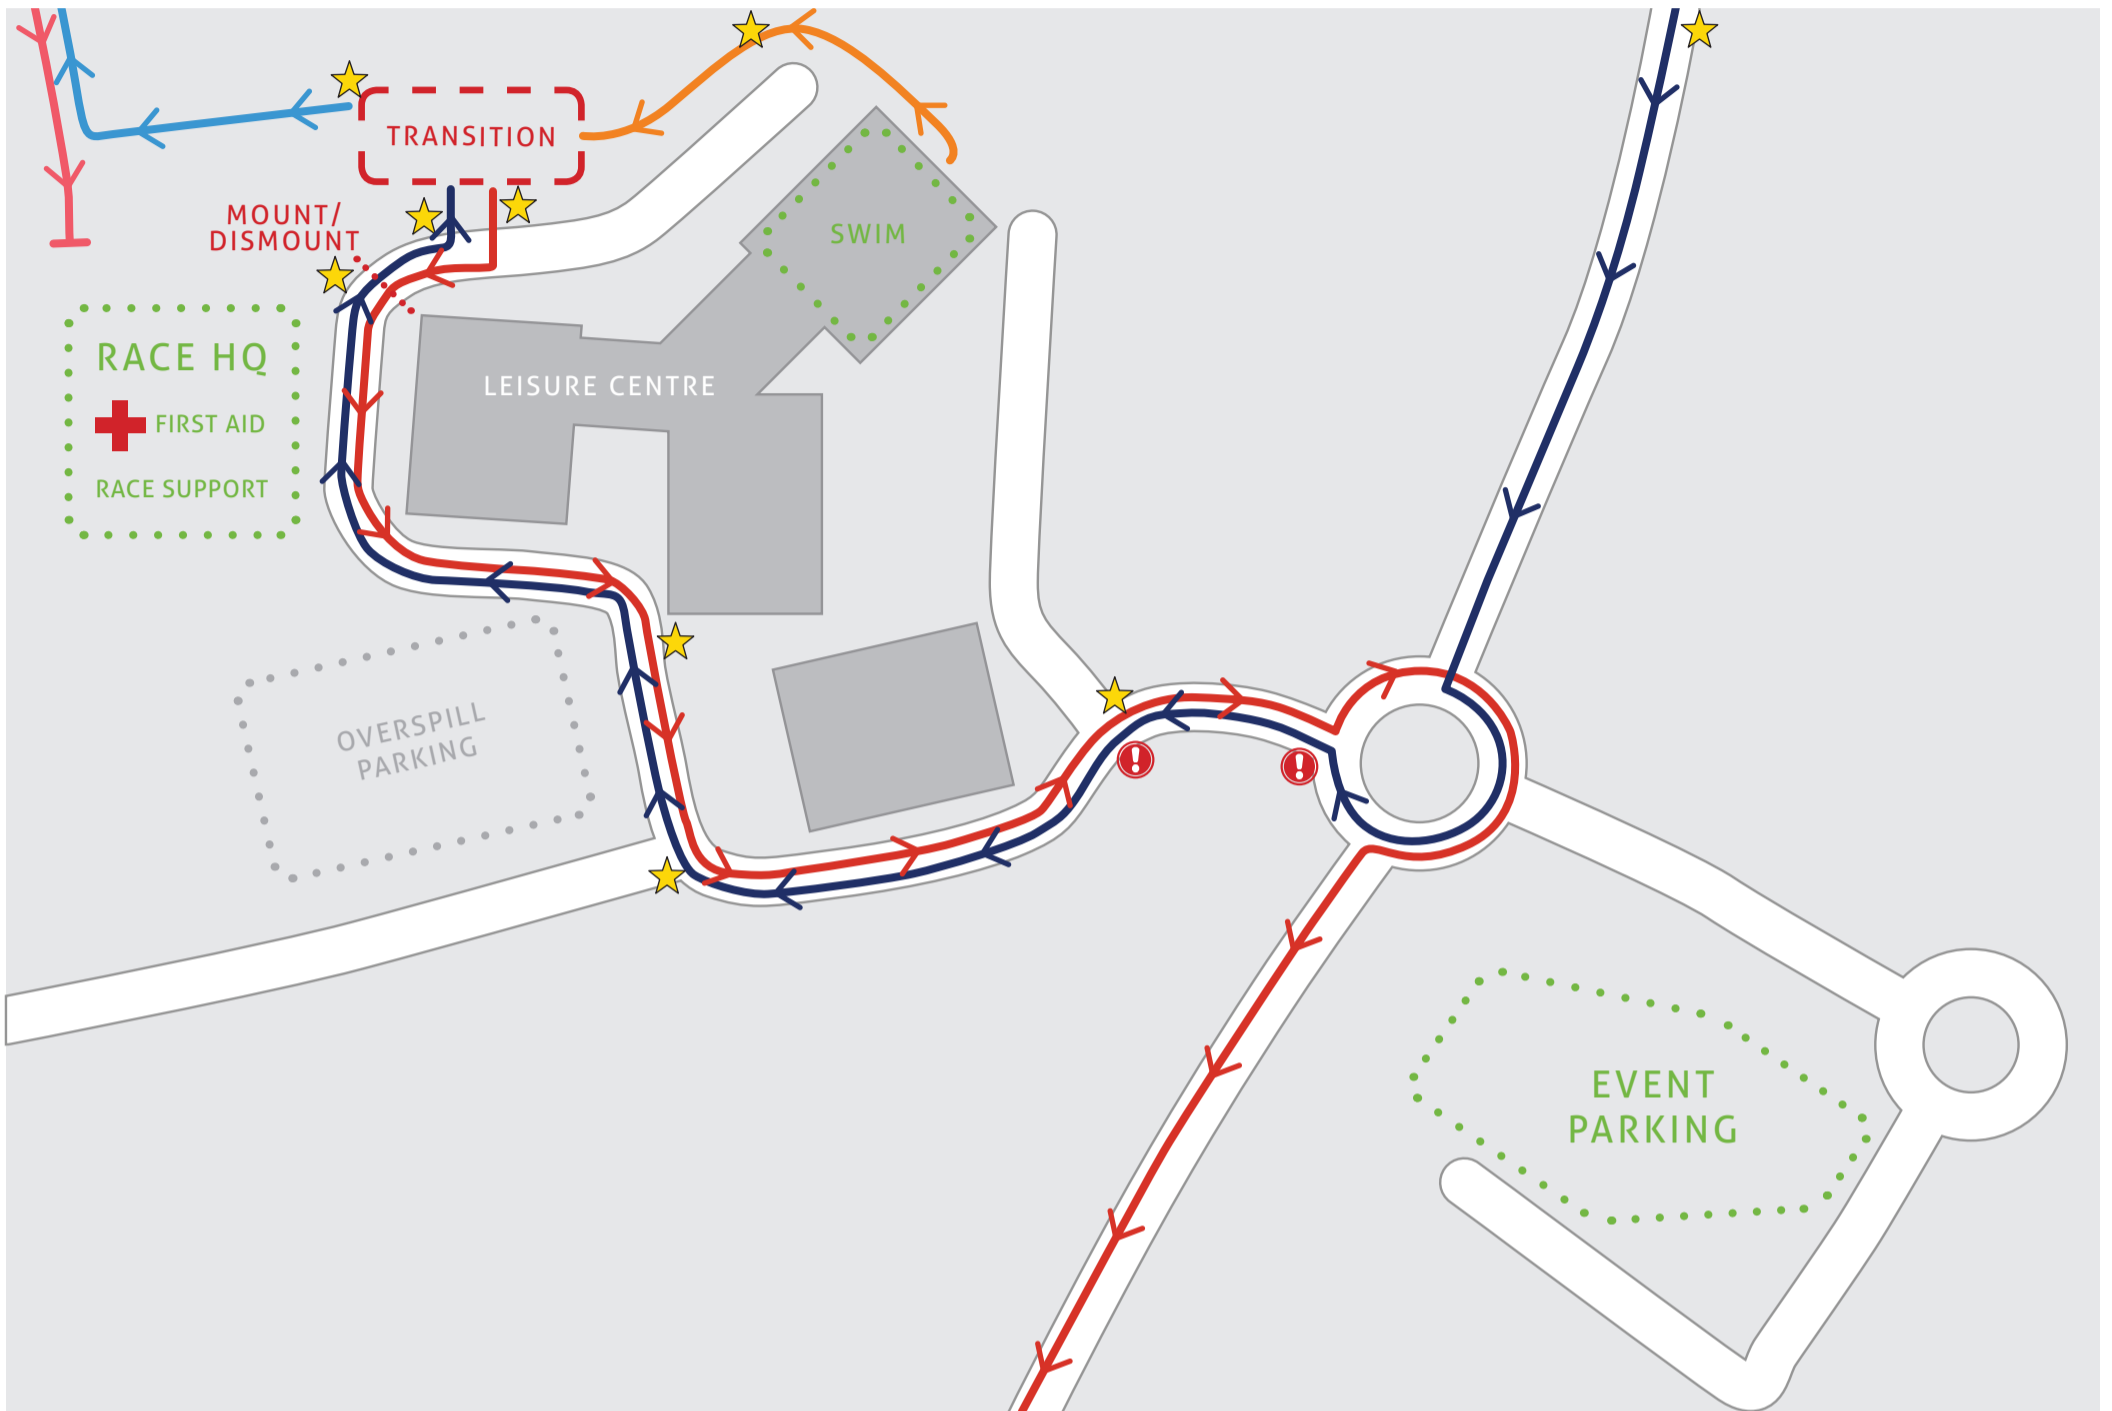 TRANSITION
MOUNT/
DISMOUNT
SWIM
RACE HQ
FIRST AID
RACE SUPPORT
LEISURE CENTRE
OVERSPILL
PARKING
!
!
EVENT
PARKING